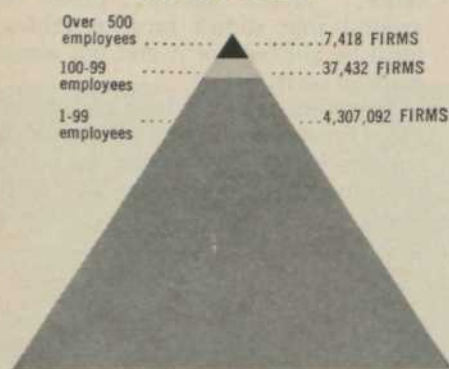 Over 500
employees ......... .......7,418 FIRMS
100-99 ......... .......37,432 FIRMS
employees
1-99 ......... ....4,307,092 FIRMS
employees